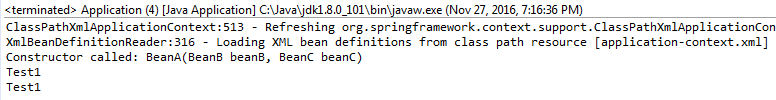 <terminated> Application (4) [Java Application] C:\Java\jdk1.8.0_101\bin\javaw.exe (Nov 27, 2016, 7:16:36 PM)
ClassPathXmlApplicationContext:513 - Refreshing org.springframework.context.support.ClassPathXmlApplicationCon
XmlBeanDefinitionReader:316 - Loading XML bean definitions from class path resource [application-context.xml]
Constructor called: BeanA(BeanB beanB, BeanC beanC)
Test1
Test1